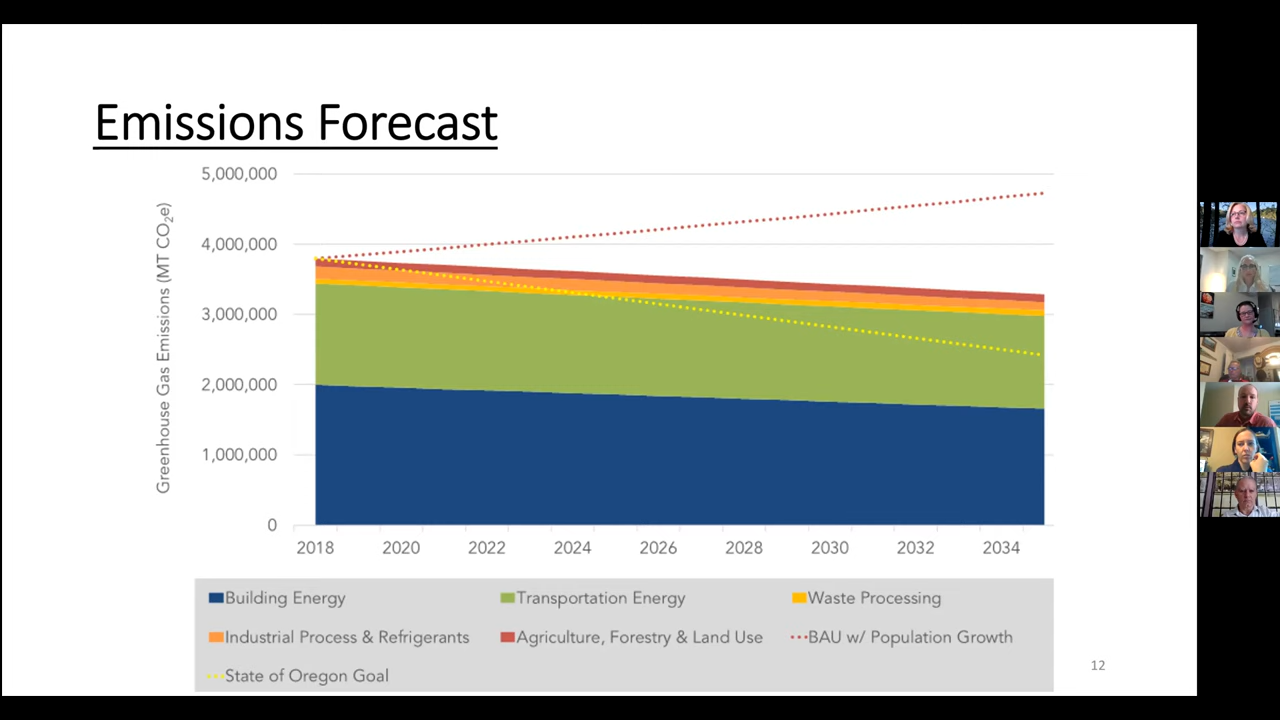 Emissions Forecast
Greenhouse Gas Emissions (MT CO₂e)
5,000,000
4,000,000
3,000,000
2,000,000
1,000,000
0
2018 2020 2022 2024 2026 2028 2030 2032 2034
Building Energy Transportation Energy Waste Processing
Industrial Process & Refrigerants Agriculture, Forestry & Land Use BAU w/ Population Growth
State of Oregon Goal
12